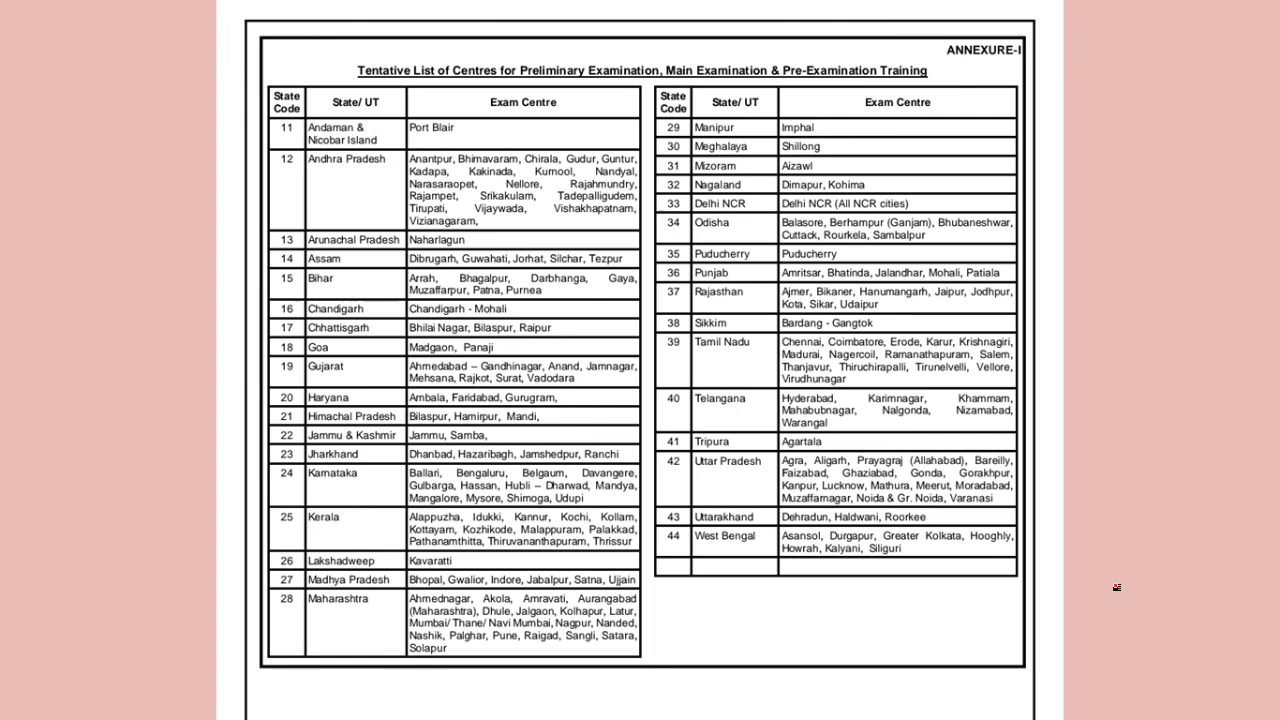 ANNEXURE-I
Tentative List of Centres for Preliminary Examination, Main Examination & Pre-Examination Training
State Code State/ UT Exam Centre
11 Andaman & Nicobar Island Port Blair
12 Andhra Pradesh Anantpur, Bhimavaram, Chirala, Gudur, Guntur,
Kadapa, Kakinada, Kurnool, Nandyal,
Narasaraopet, Nellore, Rajahmundry,
Rajampet, Srikakulam, Tadepalligudem,
Tirupati, Vijaywada, Vishakhapatnam,
Vizianagaram,
13 Arunachal Pradesh Naharlagun
14 Assam Dibrugarh, Guwahati, Jorhat, Silchar, Tezpur
15 Bihar Arrah, Bhagalpur, Darbhanga, Gaya,
Muzaffarpur, Patna, Purnea
16 Chandigarh Chandigarh - Mohali
17 Chhattisgarh Bhilai Nagar, Bilaspur, Raipur
18 Goa Madgaon, Panaji
19 Gujarat Ahmedabad – Gandhinagar, Anand, Jamnagar,
Mehsana, Rajkot, Surat, Vadodara
20 Haryana Ambala, Faridabad, Gurugram,
21 Himachal Pradesh Bilaspur, Hamirpur, Mandi,
22 Jammu & Kashmir Jammu, Samba,
23 Jharkhand Dhanbad, Hazaribagh, Jamshedpur, Ranchi
24 Karnataka Ballari, Bengaluru, Belgaum, Davangere,
Gulbarga, Hassan, Hubli – Dharwad, Mandya,
Mangalore, Mysore, Shimoga, Udupi
25 Kerala Alappuzha, Idukki, Kannur, Kochi, Kollam,
Kottayam, Kozhikode, Malappuram, Palakkad,
Pathanamthitta, Thiruvananthapuram, Thrissur
26 Lakshadweep Kavaratti
27 Madhya Pradesh Bhopal, Gwalior, Indore, Jabalpur, Satna, Ujjain
28 Maharashtra Ahmednagar, Akola, Amravati, Aurangabad
(Maharashtra), Dhule, Jalgaon, Kolhapur, Latur,
Mumbai/ Thane/ Navi Mumbai, Nagpur, Nanded,
Nashik, Palghar, Pune, Raigad, Sangli, Satara,
Solapur
State Code State/ UT Exam Centre
29 Manipur Imphal
30 Meghalaya Shillong
31 Mizoram Aizawl
32 Nagaland Dimapur, Kohima
33 Delhi NCR Delhi NCR (All NCR cities)
34 Odisha Balasore, Berhampur (Ganjam), Bhubaneshwar,
Cuttack, Rourkela, Sambalpur
35 Puducherry Puducherry
36 Punjab Amritsar, Bhatinda, Jalandhar, Mohali, Patiala
37 Rajasthan Ajmer, Bikaner, Hanumangarh, Jaipur, Jodhpur,
Kota, Sikar, Udaipur
38 Sikkim Bardang - Gangtok
39 Tamil Nadu Chennai, Coimbatore, Erode, Karur, Krishnagiri,
Madurai, Nagercoil, Ramanathapuram, Salem,
Thanjavur, Thiruchirapalli, Tirunelvelli, Vellore,
Virudhunagar
40 Telangana Hyderabad, Karimnagar, Khammam,
Mahabubnagar, Nalgonda, Nizamabad,
Warangal
41 Tripura Agartala
42 Uttar Pradesh Agra, Aligarh, Prayagraj (Allahabad), Bareilly,
Faizabad, Ghaziabad, Gonda, Gorakhpur,
Kanpur, Lucknow, Mathura, Meerut, Moradabad,
Muzaffarnagar, Noida & Gr. Noida, Varanasi
43 Uttarakhand Dehradun, Haldwani, Roorkee
44 West Bengal Asansol, Durgapur, Greater Kolkata, Hooghly,
Howrah, Kalyani, Siliguri